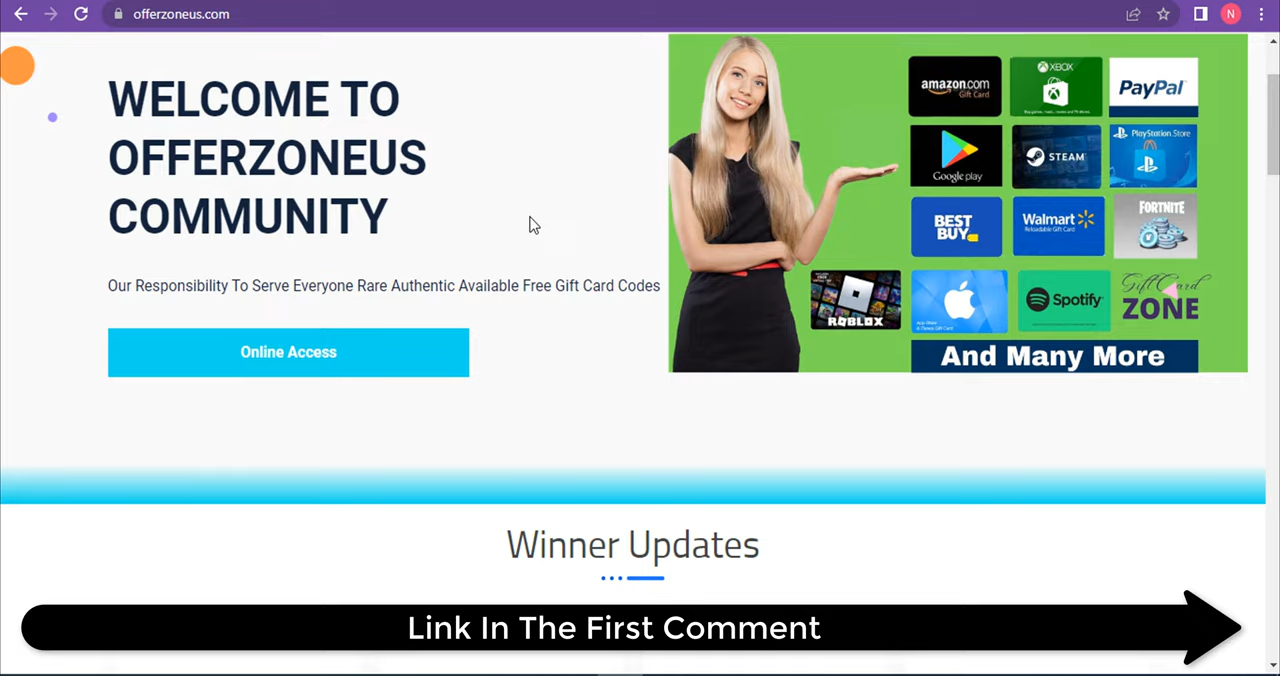 offerzoneus.com
N
WELCOME TO
OFFERZONEUS
COMMUNITY
Our Responsibility To Serve Everyone Rare Authentic Available Free Gift Card Codes
Online Access
amazon.com
Gift Card
XBOX
PayPal
Google play
STEAM
PlayStation.Store
BEST
BUY
Walmart
Reloadable Gift Card
FORTNITE
ROBLOX
Spotify
Gift Card
ZONE
And Many More
Winner Updates
Link In The First Comment